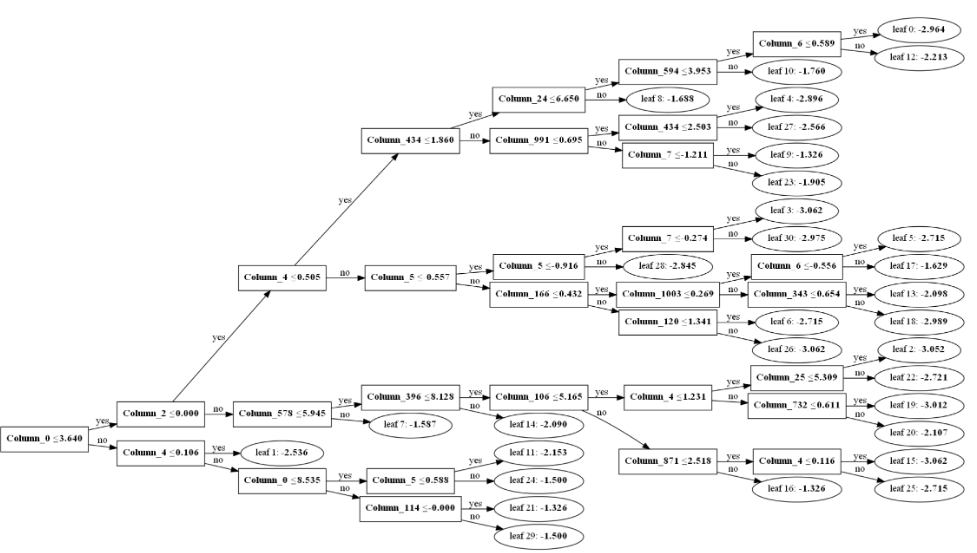 Column_6 ≤0.589
yes
leaf 0: -2.964
no
leaf 12: -2.213
Column_594 ≤3.953
yes
no
leaf 10: -1.760
Column_24 ≤6.650
yes
no
leaf 8: -1.688
Column_434 ≤1.860
yes
no
Column_991 ≤0.695
yes
no
Column_434 ≤2.503
yes
leaf 4: -2.896
no
leaf 27: -2.566
Column_7 ≤-1.211
yes
leaf 9: -1.326
no
leaf 23: -1.905
Column_4 ≤0.505
yes
no
Column_5 ≤-0.557
yes
no
Column_5 ≤-0.916
yes
no
leaf 28: -2.845
Column_7 ≤-0.274
yes
leaf 3: -3.062
no
leaf 30: -2.975
Column_166 ≤0.432
yes
no
Column_1003 ≤0.269
yes
no
Column_6 ≤-0.556
yes
leaf 5: -2.715
no
leaf 17: -1.629
Column_343 ≤0.654
yes
leaf 13: -2.098
no
leaf 18: -2.989
Column_120 ≤1.341
yes
leaf 6: -2.715
no
leaf 26: -3.062
Column_0 ≤3.640
yes
no
Column_2 ≤0.000
yes
no
Column_578 ≤5.945
yes
no
leaf 7: -1.587
Column_396 ≤8.128
yes
no
leaf 14: -2.090
Column_106 ≤5.165
yes
no
Column_4 ≤1.231
yes
no
Column_25 ≤5.309
yes
leaf 2: -3.052
no
leaf 22: -2.721
Column_732 ≤0.611
yes
leaf 19: -3.012
no
leaf 20: -2.107
Column_871 ≤2.518
yes
no
leaf 16: -1.326
Column_4 ≤0.116
yes
leaf 15: -3.062
no
leaf 25: -2.715
Column_4 ≤0.106
yes
leaf 1: -2.536
no
Column_0 ≤8.535
yes
no
Column_5 ≤0.588
yes
leaf 11: -2.153
no
leaf 24: -1.500
Column_114 ≤-0.000
yes
leaf 21: -1.326
no
leaf 29: -1.500